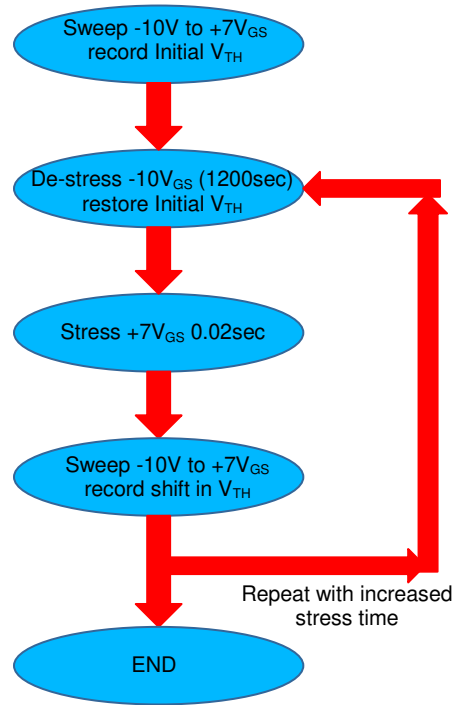 Sweep -10V to +7VGS
record Initial VTH
De-stress -10VGS (1200sec)
restore Initial VTH
Stress +7VGS 0.02sec
Sweep -10V to +7VGS
record shift in VTH
Repeat with increased
stress time
END